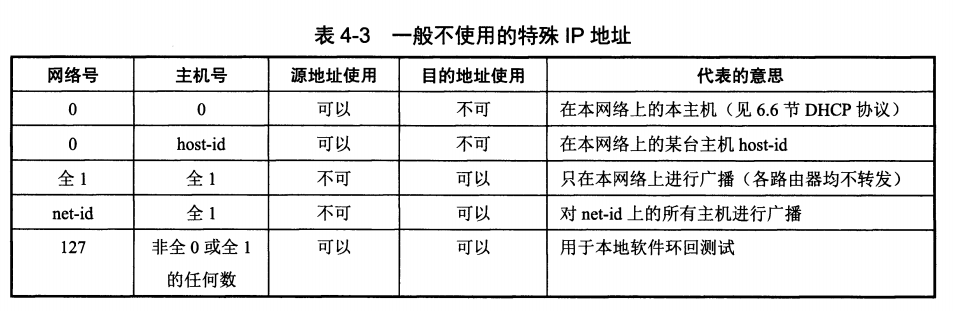 表 4-3 一般不使用的特殊 IP 地址
网络号 主机号 源地址使用 目的地址使用 代表的意思
0 0 可以 不可 在本网络上的本主机（见 6.6 节 DHCP 协议）
0 host-id 可以 不可 在本网络上的某台主机 host-id
全 1 全 1 不可 可以 只在本网络上进行广播（各路由器均不转发）
net-id 全 1 不可 可以 对 net-id 上的所有主机进行广播
127 非全 0 或全 1 可以 可以 用于本地软件环回测试
的任何数